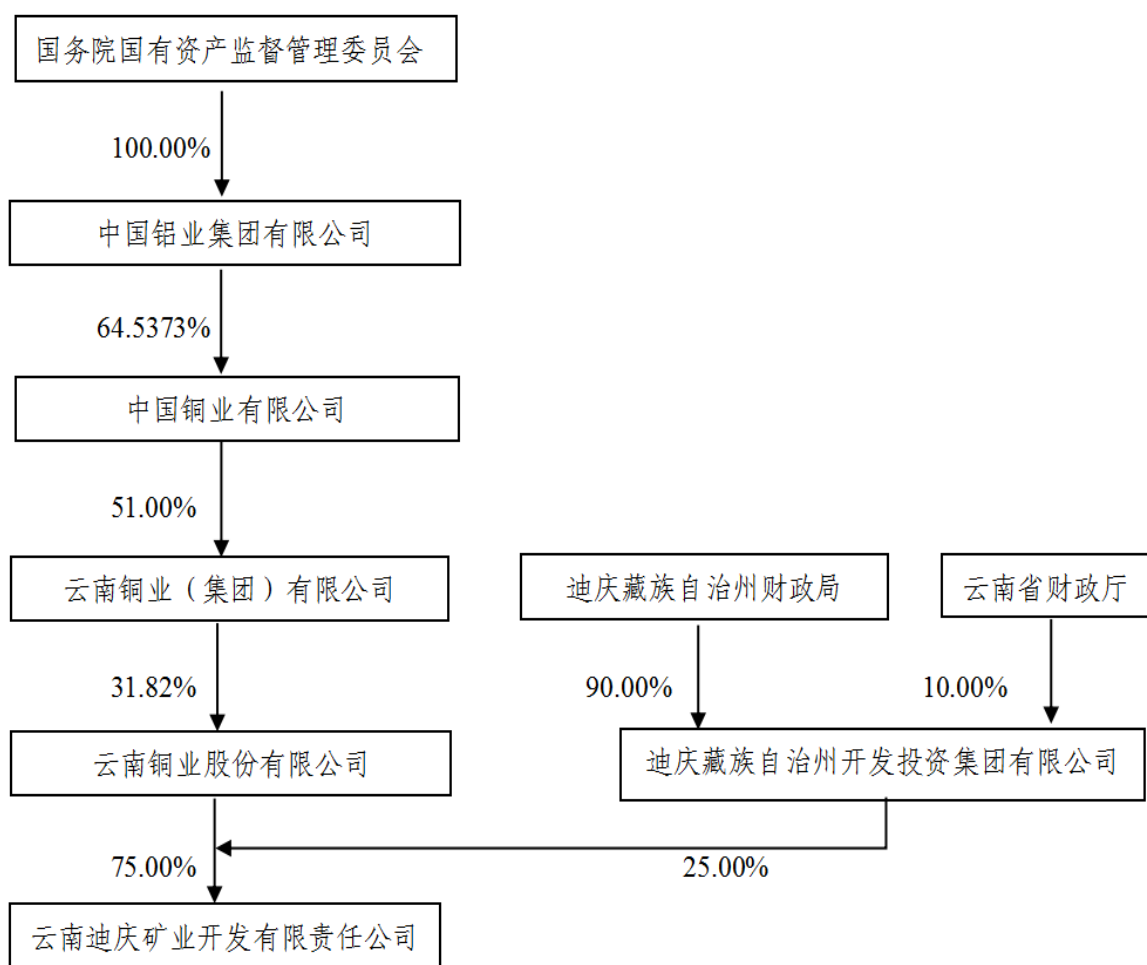 国务院国有资产监督管理委员会
100.00%
中国铝业集团有限公司
64.5373%
中国铜业有限公司
51.00%
云南铜业（集团）有限公司
迪庆藏族自治州财政局
云南省财政厅
31.82%
90.00%
10.00%
云南铜业股份有限公司
迪庆藏族自治州开发投资集团有限公司
75.00%
25.00%
云南迪庆矿业开发有限责任公司